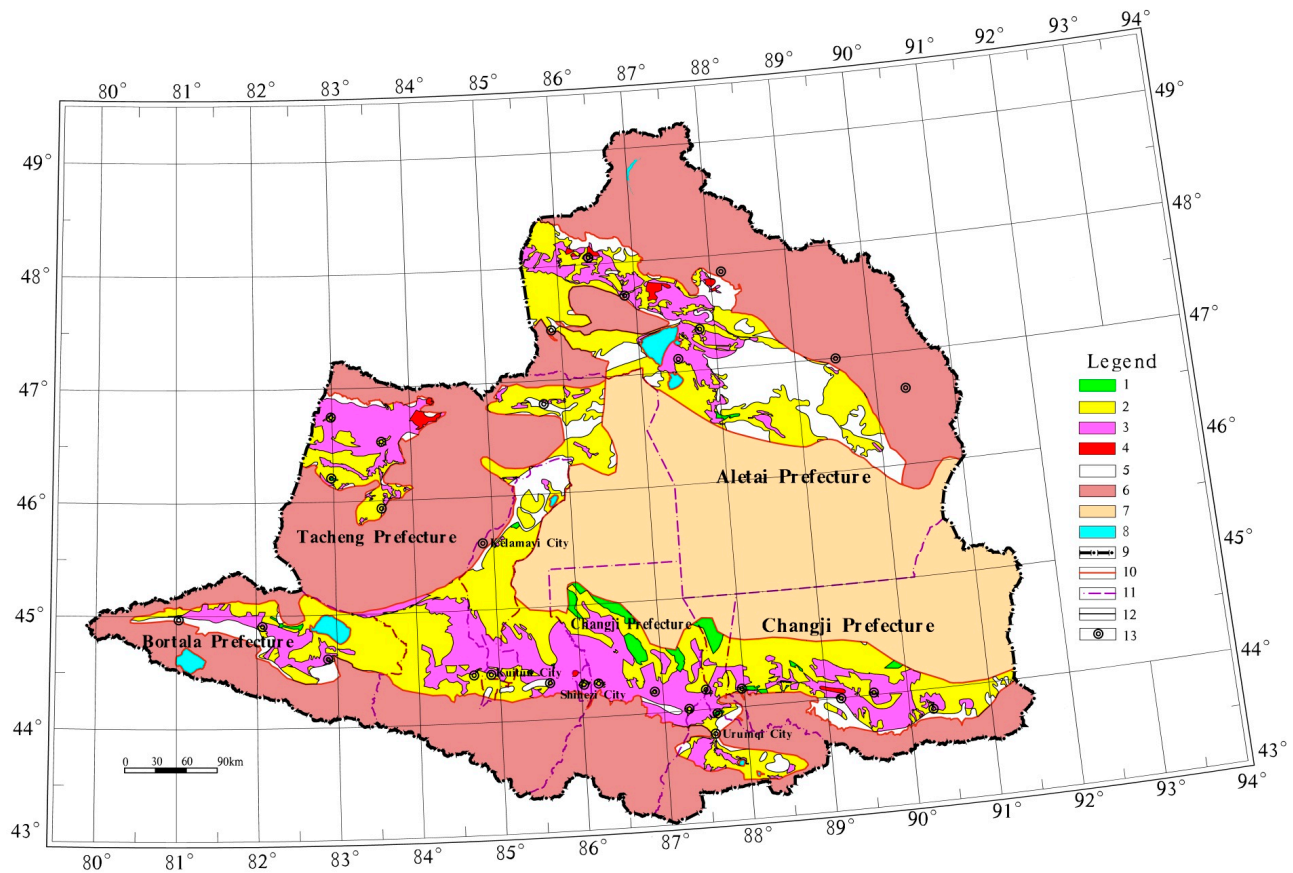 80° 81° 82° 83° 84° 85° 86° 87° 88° 89° 90° 91° 92° 93° 94°
49°
48°
47°
46°
45°
44°
43°
49°
48°
47°
46°
45°
44°
43°
Legend
1
2
3
4
5
6
7
8
9
10
11
12
13
Aletai Prefecture
Tacheng Prefecture
Kelamayi City
Bortala Prefecture
Changji Prefecture
Changji Prefecture
Kuitun City
Shihezi City
Urumqi City
0 30 60 90km
80° 81° 82° 83° 84° 85° 86° 87° 88° 89° 90° 91° 92° 93° 94°